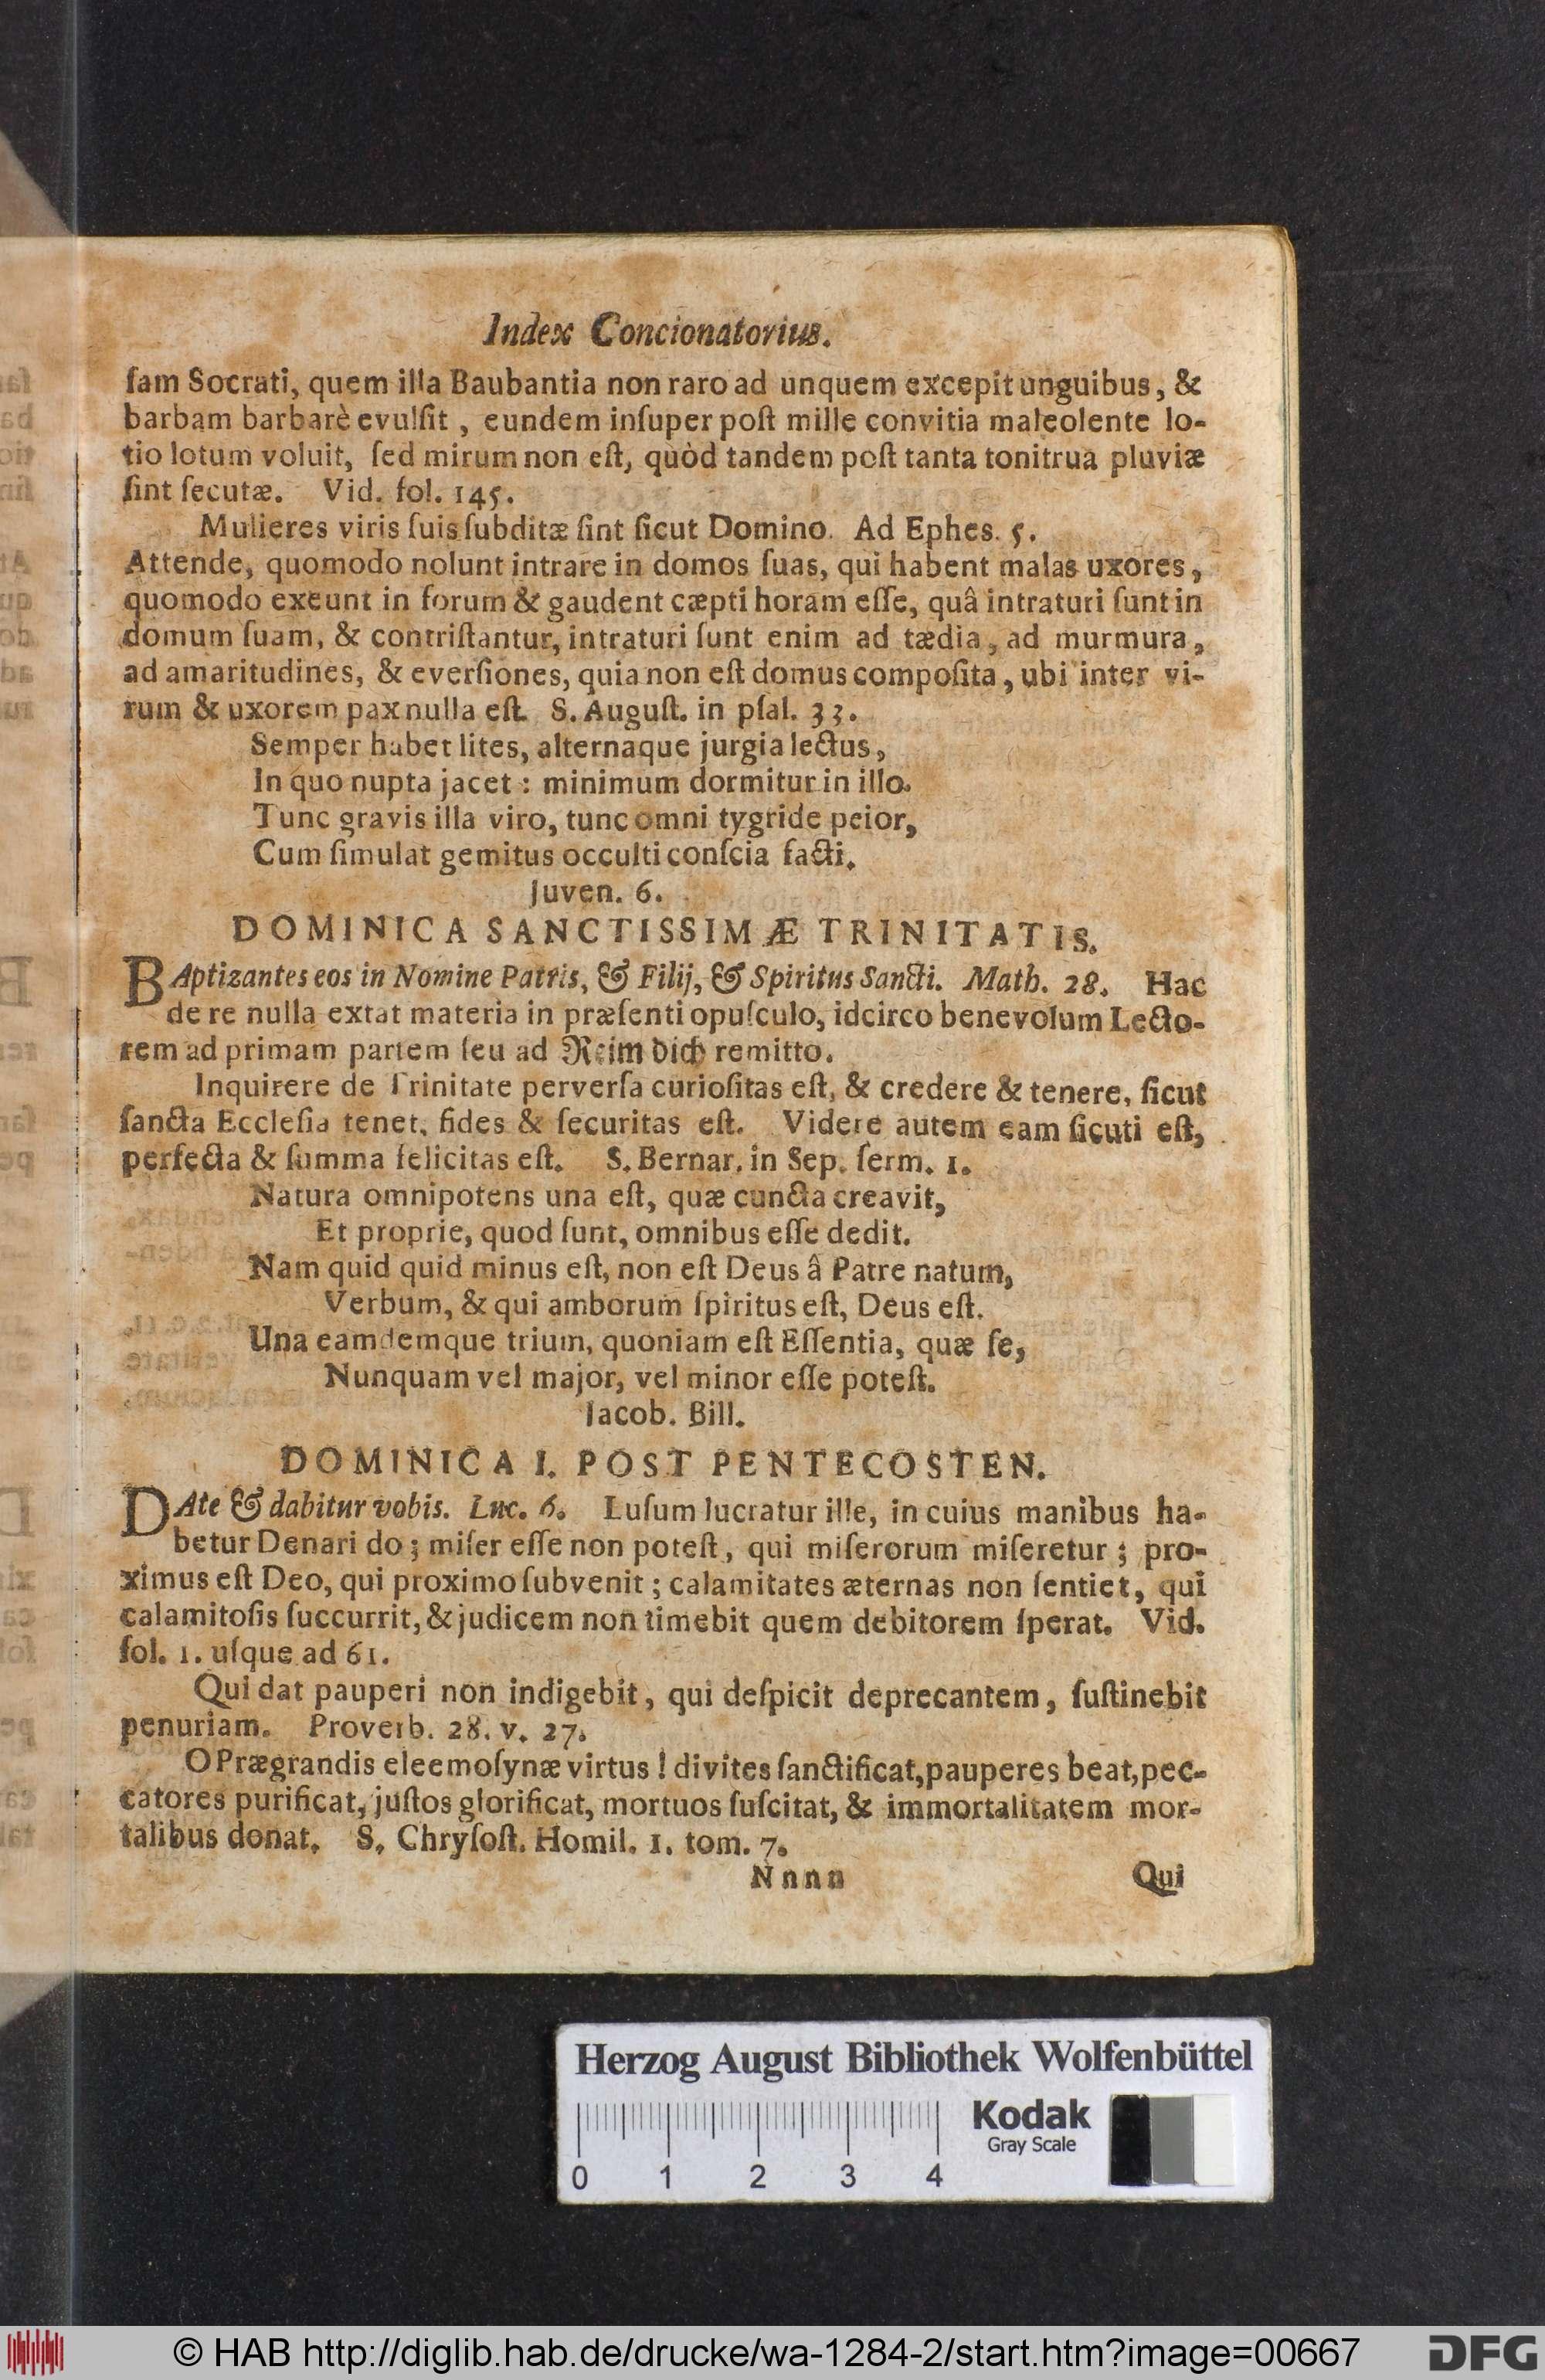 Index Concionatorius.
ſam Socrati, quem illa Baubantia non raro ad unquem excepit unguibus, &
barbam barbarè evulſit, eundem inſuper poſt mille convitia maleolente lo-
tio lotum voluit, ſed mirum non eſt, quòd tandem poſt tanta tonitrua pluviæ
ſint ſecutæ. Vid. fol. 145.
Mulieres viris ſuis ſubditæ ſint ſicut Domino. Ad Ephes. 5.
Attende, quomodo nolunt intrare in domos ſuas, qui habent malas uxores,
quomodo exeunt in forum & gaudent cæpti horam eſſe, quâ intraturi ſunt in
domum ſuam, & contriſtantur, intraturi ſunt enim ad tædia, ad murmura,
ad amaritudines, & everſiones, quia non eſt domus compoſita, ubi inter vi-
rum & uxorem pax nulla eſt. S. Auguſt. in pſal. 33.
Semper habet lites, alternaque jurgia lectus,
In quo nupta jacet: minimum dormitur in illo.
Tunc gravis illa viro, tunc omni tygride peior,
Cum ſimulat gemitus occulti conſcia facti.
Juven. 6.
DOMINICA SANCTISSIMÆ TRINITATIS.
BAptizantes eos in Nomine Patris, & Filij, & Spiritus Sancti. Math. 28. Hac
de re nulla extat materia in præſenti opuſculo, idcirco benevolum Lecto-
rem ad primam partem ſeu ad Reim dich remitto.
Inquirere de Trinitate perverſa curioſitas eſt, & credere & tenere, ſicut
ſancta Eccleſia tenet, fides & ſecuritas eſt. Videre autem eam ſicuti eſt,
perfecta & ſumma felicitas eſt. S. Bernar. in Sep. ſerm. 1.
Natura omnipotens una eſt, quæ cuncta creavit,
Et proprie, quod ſunt, omnibus eſſe dedit.
Nam quid quid minus eſt, non eſt Deus â Patre natum,
Verbum, & qui amborum ſpiritus eſt, Deus eſt.
Una eamdemque trium, quoniam eſt Eſſentia, quæ ſe,
Nunquam vel major, vel minor eſſe poteſt.
Jacob. Bill.
DOMINICA I. POST PENTECOSTEN.
DAte & dabitur vobis. Luc. 6. Luſum lucratur ille, in cuius manibus ha-
betur Denari do; miſer eſſe non poteſt, qui miſerorum miſeretur; pro-
ximus eſt Deo, qui proximo ſubvenit; calamitates æternas non ſentiet, qui
calamitoſis ſuccurrit, & judicem non timebit quem debitorem ſperat. Vid.
fol. 1. uſque ad 61.
Qui dat pauperi non indigebit, qui deſpicit deprecantem, ſuſtinebit
penuriam. Proverb. 28. v. 27.
O Prægrandis eleemoſynæ virtus! divites ſanctificat, pauperes beat, pec-
catores purificat, juſtos glorificat, mortuos ſuſcitat, & immortalitatem mor-
talibus donat. S. Chryſoſt. Homil. 1. tom. 7.
Nnnn Qui
Herzog August Bibliothek Wolfenbüttel
Kodak
Gray Scale
0 1 2 3 4
© HAB http://diglib.hab.de/drucke/wa-1284-2/start.htm?image=00667
DFG